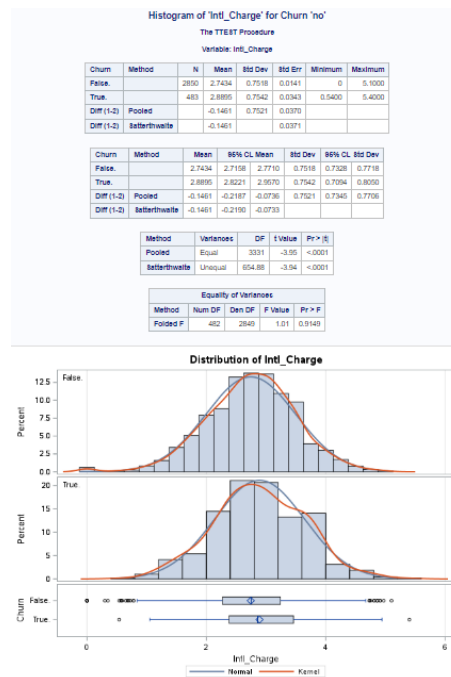 Histogram of 'Intl_Charge' for Churn 'no'
The TTEST Procedure
Variable: Intl_Charge
Churn Method N Mean Std Dev Std Err Minimum Maximum
False. 2850 2.7434 0.7518 0.0141 0 5.1000
True. 483 2.8895 0.7542 0.0343 0.5400 5.4000
Diff (1-2) Pooled -0.1461 0.7521 0.0370
Diff (1-2) Satterthwaite -0.1461 0.0371
Churn Method Mean 95% CL Mean Std Dev 95% CL Std Dev
False. 2.7434 2.7158 2.7710 0.7518 0.7328 0.7718
True. 2.8895 2.8221 2.9570 0.7542 0.7094 0.8050
Diff (1-2) Pooled -0.1461 -0.2187 -0.0736 0.7521 0.7345 0.7706
Diff (1-2) Satterthwaite -0.1461 -0.2190 -0.0733
Method Variances DF t Value Pr > |t|
Pooled Equal 3331 -3.95 <.0001
Satterthwaite Unequal 654.88 -3.94 <.0001
Equality of Variances
Method Num DF Den DF F Value Pr > F
Folded F 482 2849 1.01 0.9149
Distribution of Intl_Charge
False.
Percent
12.5
10.0
7.5
5.0
2.5
0.0
True.
Percent
20
15
10
5
0
Churn
False.
True.
0 2 4 6
Intl_Charge
Normal Kernel